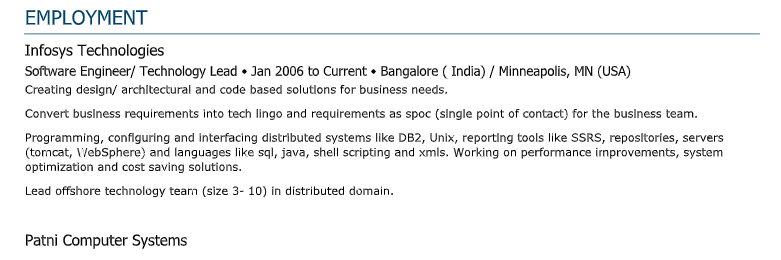 EMPLOYMENT
Infosys Technologies
Software Engineer/ Technology Lead • Jan 2006 to Current • Bangalore ( India) / Minneapolis, MN (USA)
Creating design/ architectural and code based solutions for business needs.
Convert business requirements into tech lingo and requirements as spoc (single point of contact) for the business team.
Programming, configuring and interfacing distributed systems like DB2, Unix, reporting tools like SSRS, repositories, servers
(tomcat, WebSphere) and languages like sql, java, shell scripting and xmls. Working on performance improvements, system
optimization and cost saving solutions.
Lead offshore technology team (size 3- 10) in distributed domain.
Patni Computer Systems